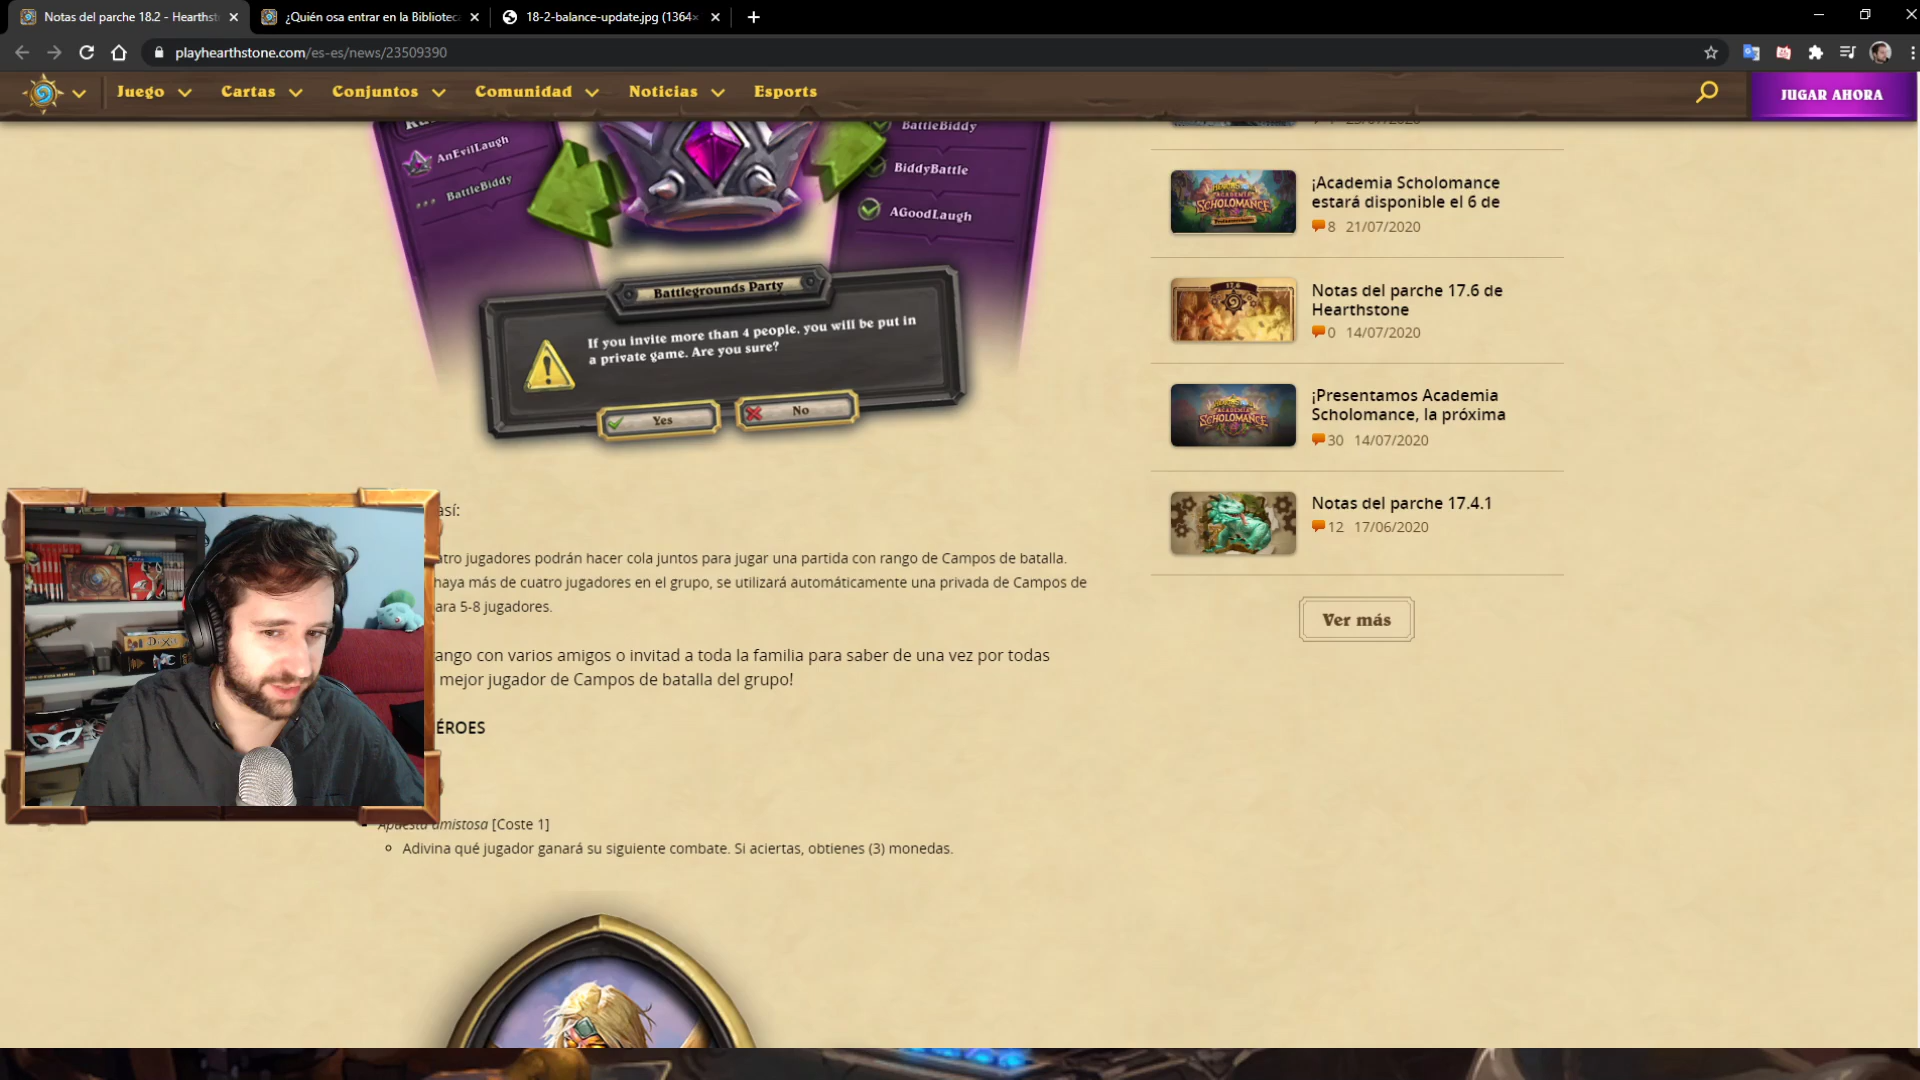 Notas del parche 18.2 - Hearthst
¿Quién osa entrar en la Bibliotec
18-2-balance-update.jpg (1364×
playhearthstone.com/es-es/news/23509390
Juego
Cartas
Conjuntos
Comunidad
Noticias
Esports
JUGAR AHORA
AnEvilLaugh
BattleBiddy
BattleBiddy
BiddyBattle
AGoodLaugh
Battlegrounds Party
If you invite more than 4 people, you will be put in
a private game. Are you sure?
Yes
No
así:
jugadores podrán hacer cola juntos para jugar una partida con rango de Campos de batalla.
haya más de cuatro jugadores en el grupo, se utilizará automáticamente una privada de Campos de
5-8 jugadores.
con varios amigos o invitad a toda la familia para saber de una vez por todas
mejor jugador de Campos de batalla del grupo!
ÉROES
Apuesta amistosa [Coste 1]
Adivina qué jugador ganará su siguiente combate. Si aciertas, obtienes (3) monedas.
¡Academia Scholomance
estará disponible el 6 de
8 21/07/2020
Notas del parche 17.6 de
Hearthstone
0 14/07/2020
¡Presentamos Academia
Scholomance, la próxima
30 14/07/2020
Notas del parche 17.4.1
12 17/06/2020
Ver más